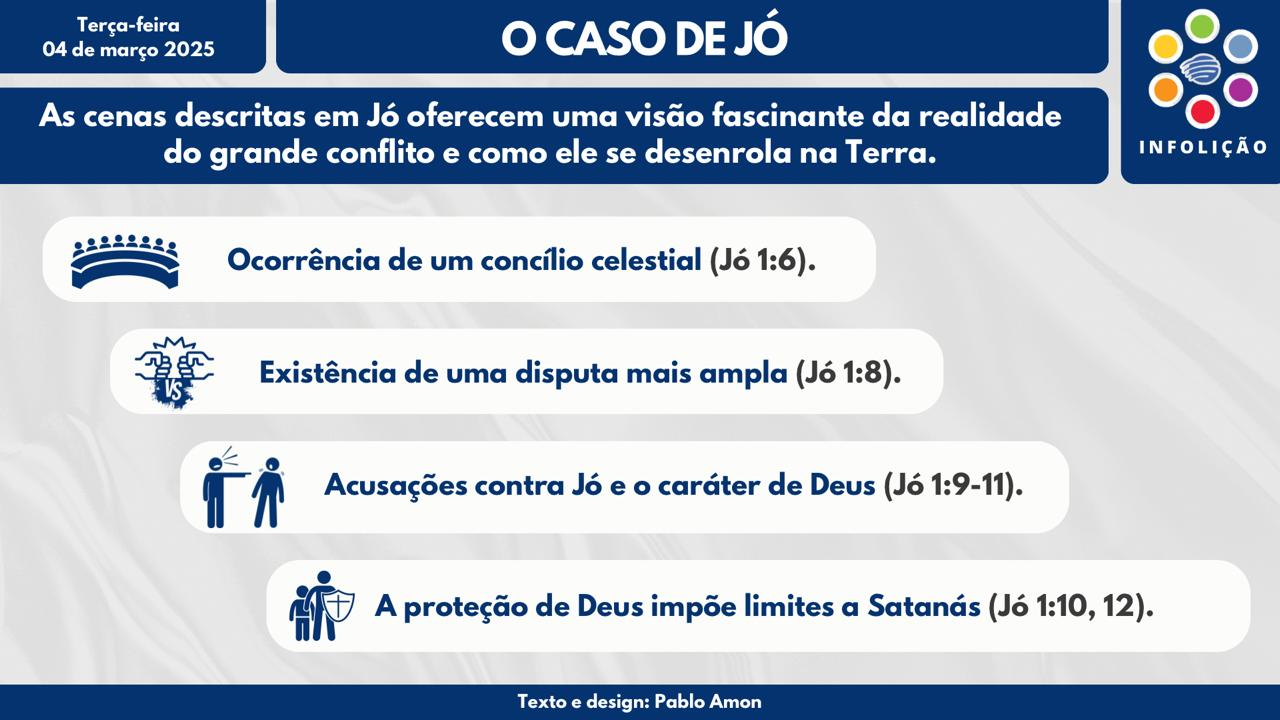 Terça-feira
04 de março 2025
O CASO DE JÓ
INFOLIÇÃO
As cenas descritas em Jó oferecem uma visão fascinante da realidade
do grande conflito e como ele se desenrola na Terra.
Ocorrência de um concílio celestial (Jó 1:6).
VS
Existência de uma disputa mais ampla (Jó 1:8).
Acusações contra Jó e o caráter de Deus (Jó 1:9-11).
A proteção de Deus impõe limites a Satanás (Jó 1:10, 12).
Texto e design: Pablo Amon